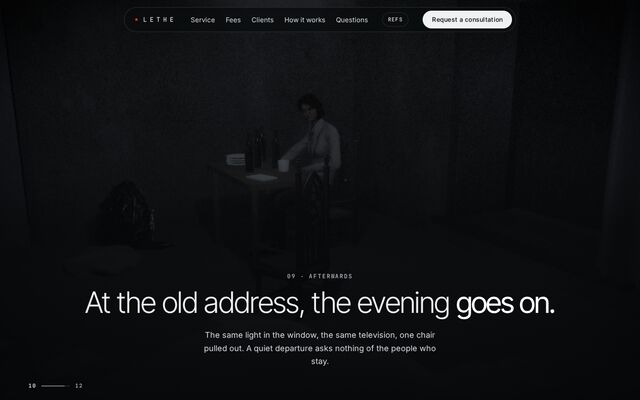 LETHE
Service
Fees
Clients
How it works
Questions
REFS
Request a consultation
09 - AFTERWARDS
At the old address, the evening goes on.
The same light in the window, the same television, one chair
pulled out. A quiet departure asks nothing of the people who
stay.
10
12